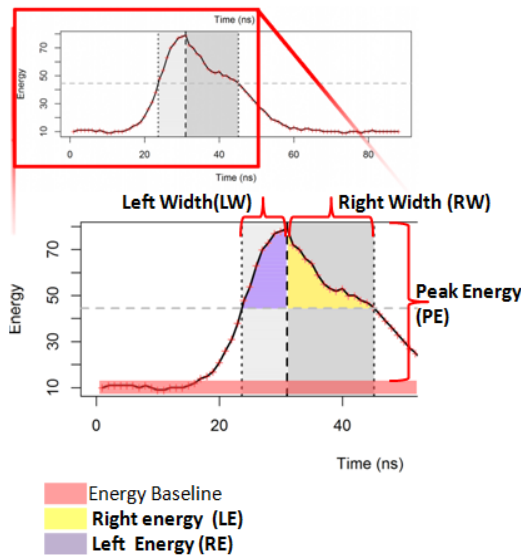 Time (ns)
Energy
70
50
30
10
0 20 40 60 80
Time (ns)
Left Width(LW)
Right Width (RW)
Energy
70
50
30
10
Peak Energy
(PE)
0 20 40
Time (ns)
Energy Baseline
Right energy (LE)
Left Energy (RE)